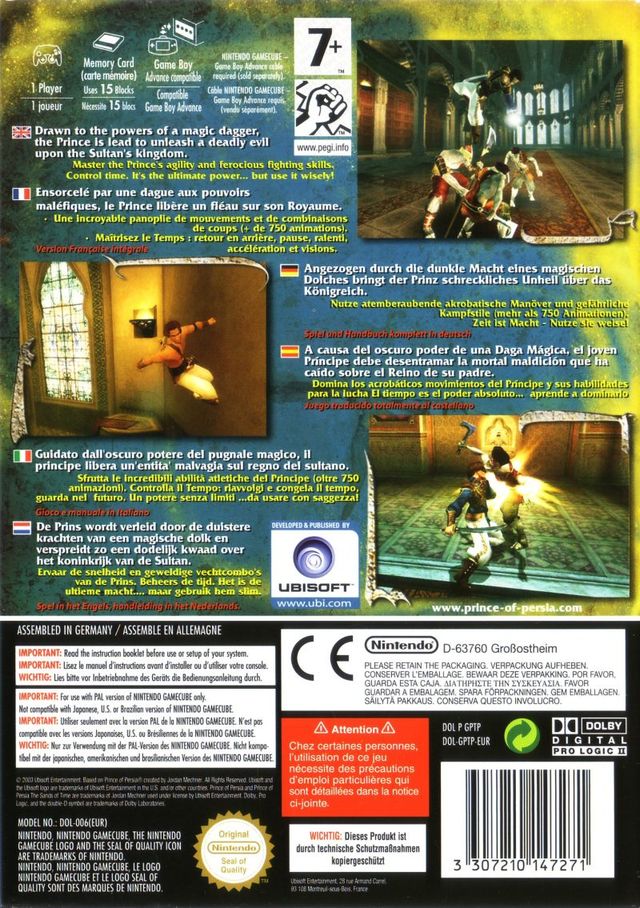 1 Player
1 joueur
Memory Card
(carte mémoire)
Uses 15 Blocks
Nécessite 15 blocs
Game Boy
Advance compatible
Compatible
Game Boy Advance
NINTENDO GAMECUBE –
Game Boy Advance cable
required (sold separately).
Câble NINTENDO GAMECUBE –
Game Boy Advance requis.
(vendu séparément).
7+
www.pegi.info
Drawn to the powers of a magic dagger,
the Prince is lead to unleash a deadly evil
upon the Sultan's kingdom.
Master the Prince's agility and ferocious fighting skills.
Control time. It's the ultimate power... but use it wisely!
Ensorcelé par une dague aux pouvoirs
maléfiques, le Prince libère un fléau sur son Royaume.
• Une incroyable panoplie de mouvements et de combinaisons
de coups (+ de 750 animations).
• Maîtrisez le Temps : retour en arrière, pause, ralenti,
accélération et visions.
Version Française intégrale
Angezogen durch die dunkle Macht eines magischen
Dolches bringt der Prinz schreckliches Unheil über das
Königreich.
Nutze atemberaubende akrobatische Manöver und gefährliche
Kampfstile (mehr als 750 Animationen).
Zeit ist Macht - Nutze sie weise!
Spiel und Handbuch komplett in deutsch
A causa del oscuro poder de una Daga Mágica, el joven
Príncipe debe desentramar la mortal maldición que ha
caído sobre el Reino de su padre.
Domina los acrobáticos movimientos del Príncipe y sus habilidades
para la lucha El tiempo es el poder absoluto... aprende a dominarlo
Juego traducido totalmente al castellano
Guidato dall'oscuro potere del pugnale magico, il
principe libera un'entita' malvagia sul regno del sultano.
Sfrutta le incredibili abilità atletiche del Principe (oltre 750
animazioni). Controlla il Tempo: riavvolgi e congela il tempo,
guarda nel futuro. Un potere senza limiti ...da usare con saggezza!
Gioco e manuale in Italiano
De Prins wordt verleid door de duistere
krachten van een magische dolk en
verspreidt zo een dodelijk kwaad over
het koninkrijk van de Sultan.
Ervaar de snelheid en geweldige vechtcombo's
van de Prins. Beheers de tijd. Het is de
ultieme macht.... maar gebruik hem slim.
Spel in het Engels, handleiding in het Nederlands.
DEVELOPED & PUBLISHED BY
UBISOFT™
www.ubi.com
www.prince-of-persia.com
ASSEMBLED IN GERMANY / ASSEMBLE EN ALLEMAGNE
IMPORTANT: Read the instruction booklet before use or setup of your system.
IMPORTANT: Lisez le manuel d'instructions avant d'installer ou d'utiliser votre console.
WICHTIG: Lies bitte vor Inbetriebnahme des Geräts die Bedienungsanleitung durch.
IMPORTANT: For use with PAL version of NINTENDO GAMECUBE only.
Not compatible with Japanese, U.S. or Brazilian version of NINTENDO GAMECUBE.
IMPORTANT: Utiliser seulement avec la version PAL de la NINTENDO GAMECUBE. N'est pas
compatible avec les versions Japonaises, U.S. ou Brésiliennes de la NINTENDO GAMECUBE.
WICHTIG: Nur zur Verwendung mit der PAL-Version des NINTENDO GAMECUBE. Nicht kompa-
tibel mit der japanischen, amerikanischen und brasilianischen Version des NINTENDO GAMECUBE.
© 2003 Ubisoft Entertainment. Based on Prince of Persia® created by Jordan Mechner. All Rights Reserved. Ubisoft and
the Ubisoft logo are trademarks of Ubisoft Entertainment in the U.S. and/or other countries. Prince of Persia and Prince of
Persia The Sands of Time are trademarks of Jordan Mechner used under license by Ubisoft Entertainment. Dolby, Pro
Logic, and the double-D symbol are trademarks of Dolby Laboratories.
MODEL NO.: DOL-006(EUR)
NINTENDO, NINTENDO GAMECUBE, THE NINTENDO
GAMECUBE LOGO AND THE SEAL OF QUALITY ICON
ARE TRADEMARKS OF NINTENDO.
NINTENDO, NINTENDO GAMECUBE, LE LOGO
NINTENDO GAMECUBE ET LE LOGO SEAL OF
QUALITY SONT DES MARQUES DE NINTENDO.
Original
Nintendo
Seal of
Quality
CE
Nintendo® D-63760 Großostheim
PLEASE RETAIN THE PACKAGING. VERPACKUNG AUFHEBEN.
CONSERVER L'EMBALLAGE. BEWAAR DEZE VERPAKKING. POR FAVOR,
GUARDA ESTA CAJA. ΔΙΑΤΗΡΗΣΤΕ ΤΗΝ ΣΥΣΚΕΥΑΣΙΑ. FAVOR
GUARDAR A EMBALAGEM. SPARA FÖRPACKNINGEN. GEM EMBALLAGEN.
SÄILYTÄ PAKKAUS. CONSERVA QUESTO INVOLUCRO.
Attention
Chez certaines personnes,
l'utilisation de ce jeu
nécessite des précautions
d'emploi particulières qui
sont détaillées dans la notice
ci-jointe.
WICHTIG: Dieses Produkt ist
durch technische Schutzmaßnahmen
kopiergeschützt
Ubisoft Entertainment, 28 rue Armand Carrel,
93 108 Montreuil-sous-Bois, France
DOL P GPTP
DOL-GPTP-EUR
DOLBY
DIGITAL
PRO LOGIC II
3 307210 147271